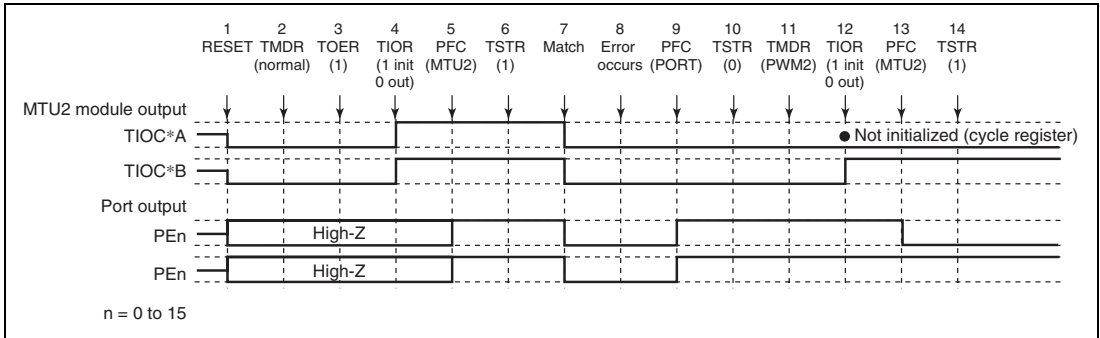 1 2 3 4 5 6 7 8 9 10 11 12 13 14
RESET TMDR TOER TIOR PFC TSTR Match Error PFC TSTR TMDR TIOR PFC TSTR
(normal) (1) (1 init (MTU2) (1) occurs (PORT) (0) (PWM2) (1 init (MTU2) (1)
0 out) 0 out)
MTU2 module output
TIOC*A
● Not initialized (cycle register)
TIOC*B
Port output
PEn
High-Z
PEn
High-Z
n = 0 to 15